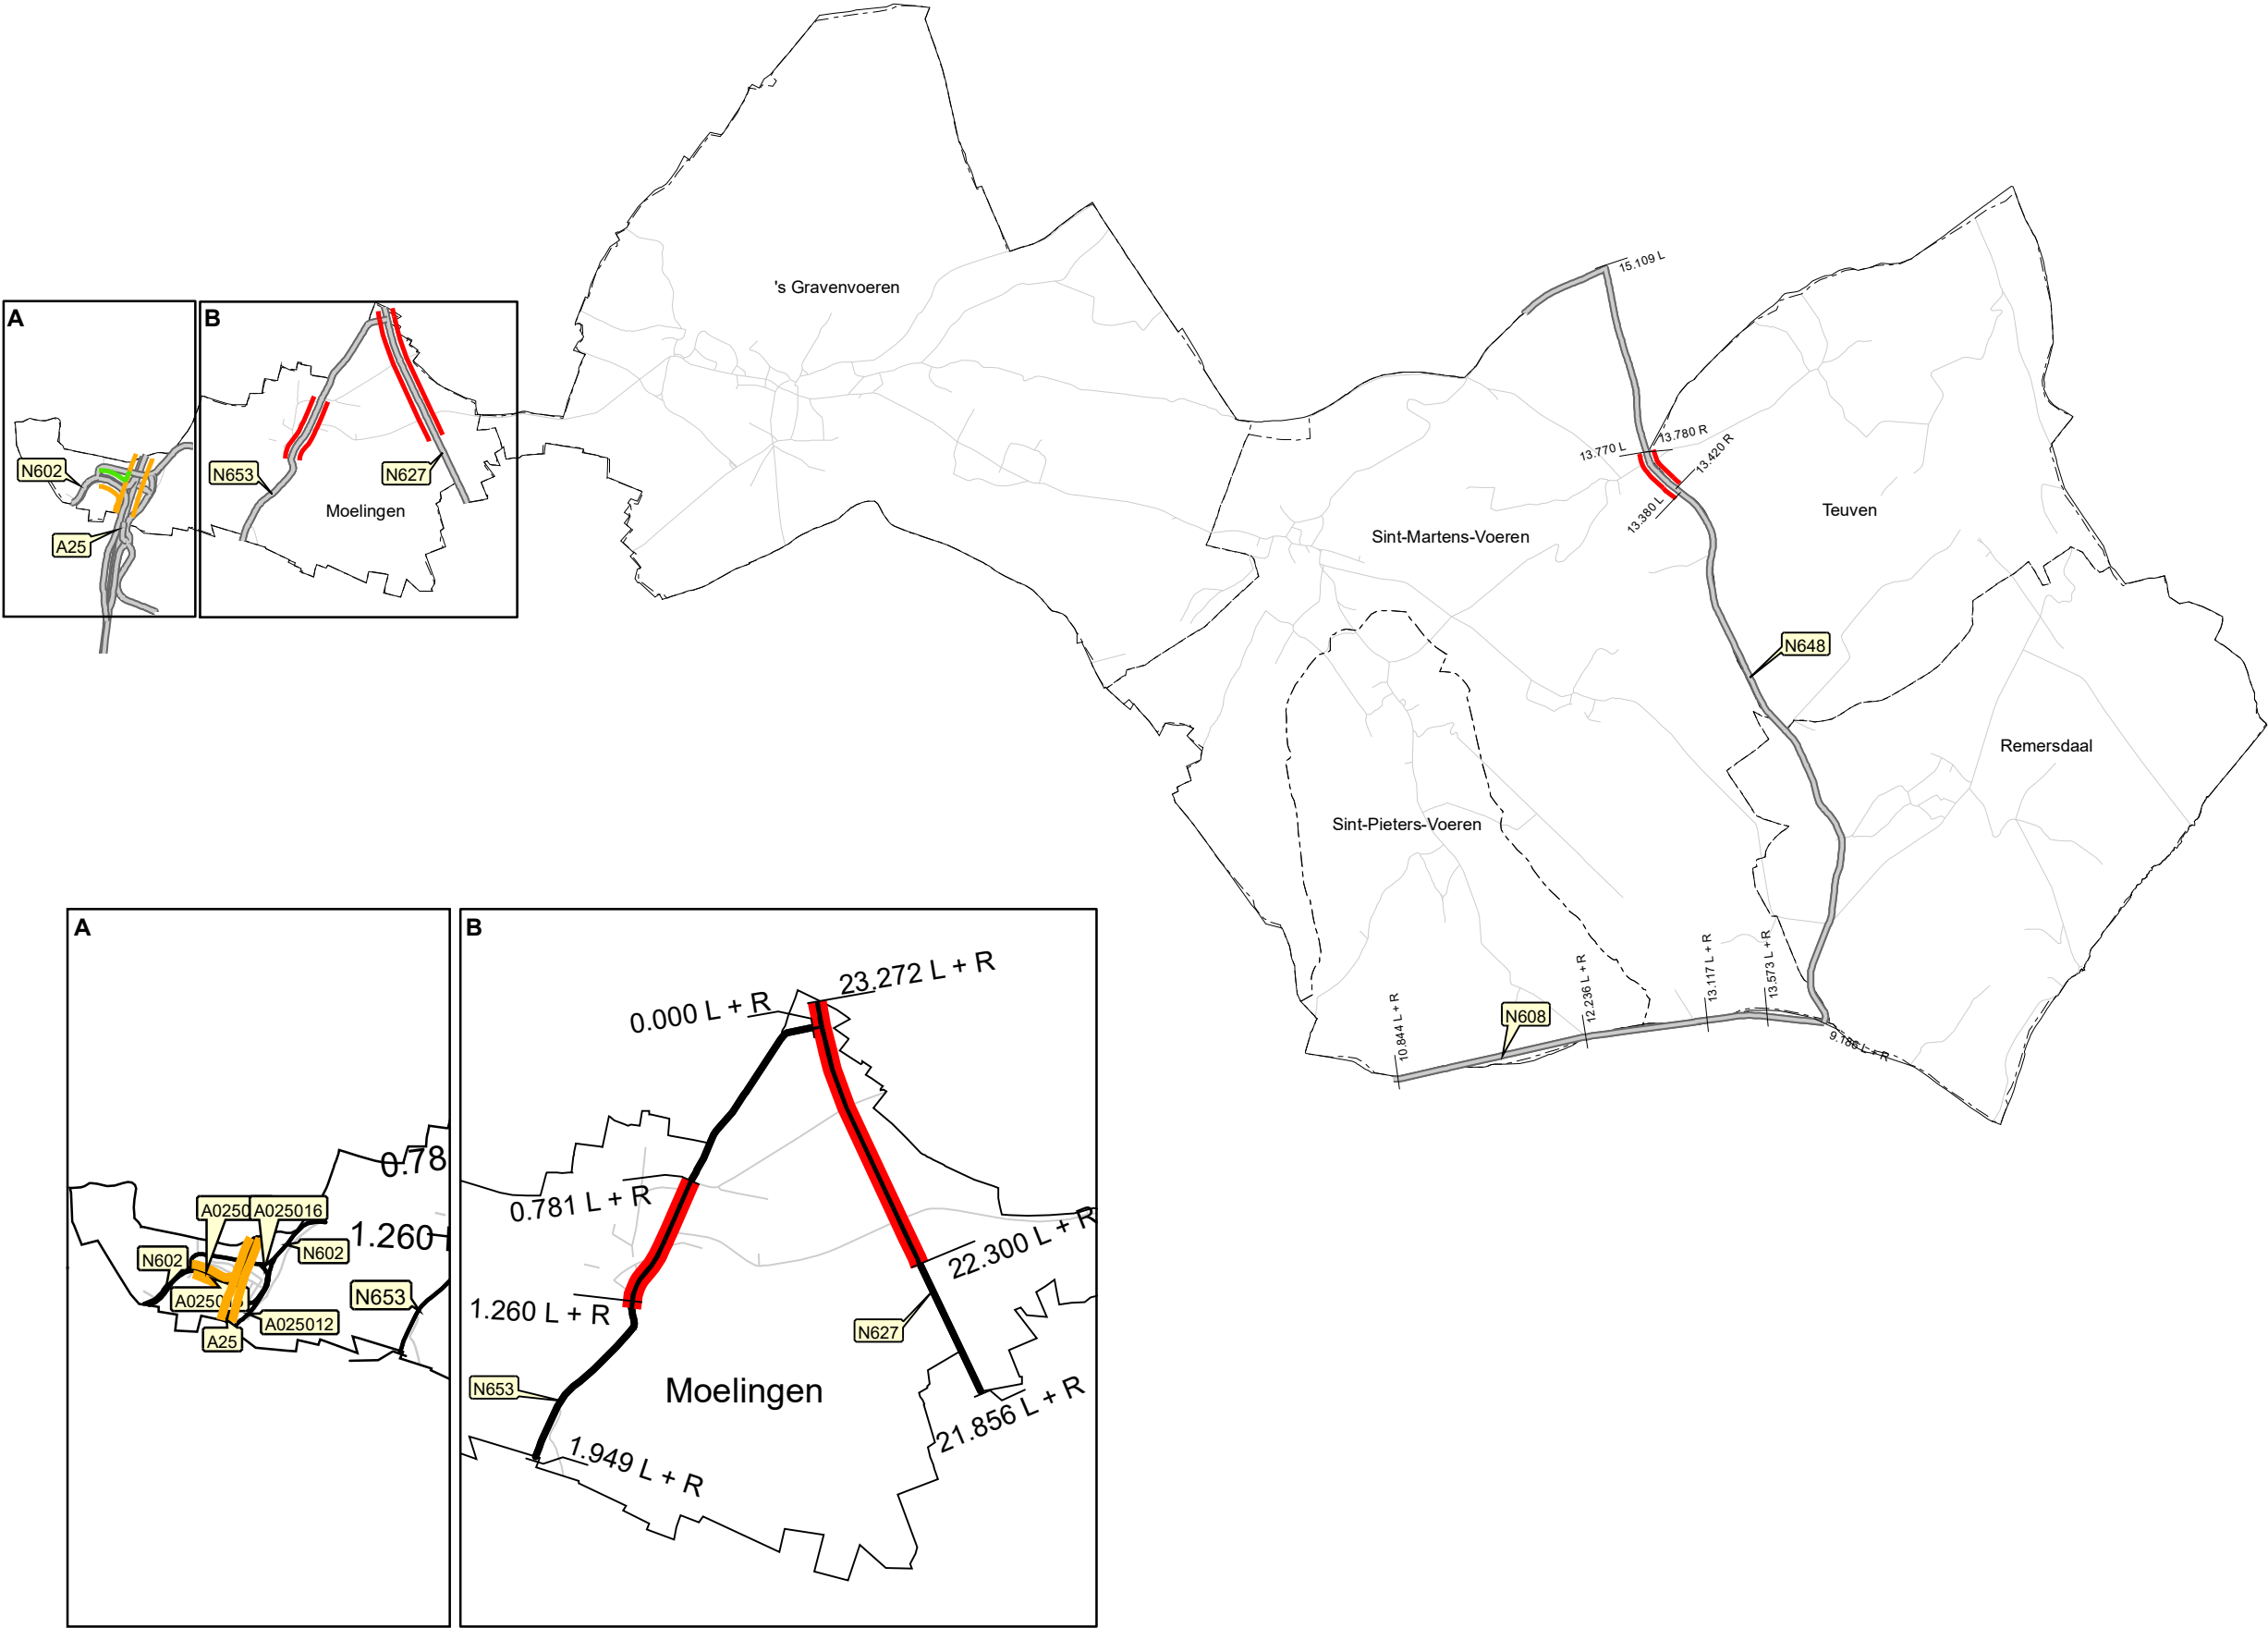 's Gravenvoeren
15.109 L
A
B
13.780 R
13.770 L
13.420 R
N602
N653
N627
13.380 L
Moelingen
Teuven
Sint-Martens-Voeren
A25
N648
Remersdaal
Sint-Pieters-Voeren
A
B
10.844 L + R
N608
12.236 L + R
13.117 L + R
13.573 L + R
9.186 L + R
23.272 L + R
0.000 L + R
0.78
0.781 L + R
A0250
A025016
1.260
N602
N602
22.300 L + R
N653
1.260 L + R
A025012
A25
N627
N653
Moelingen
21.856 L + R
1.949 L + R